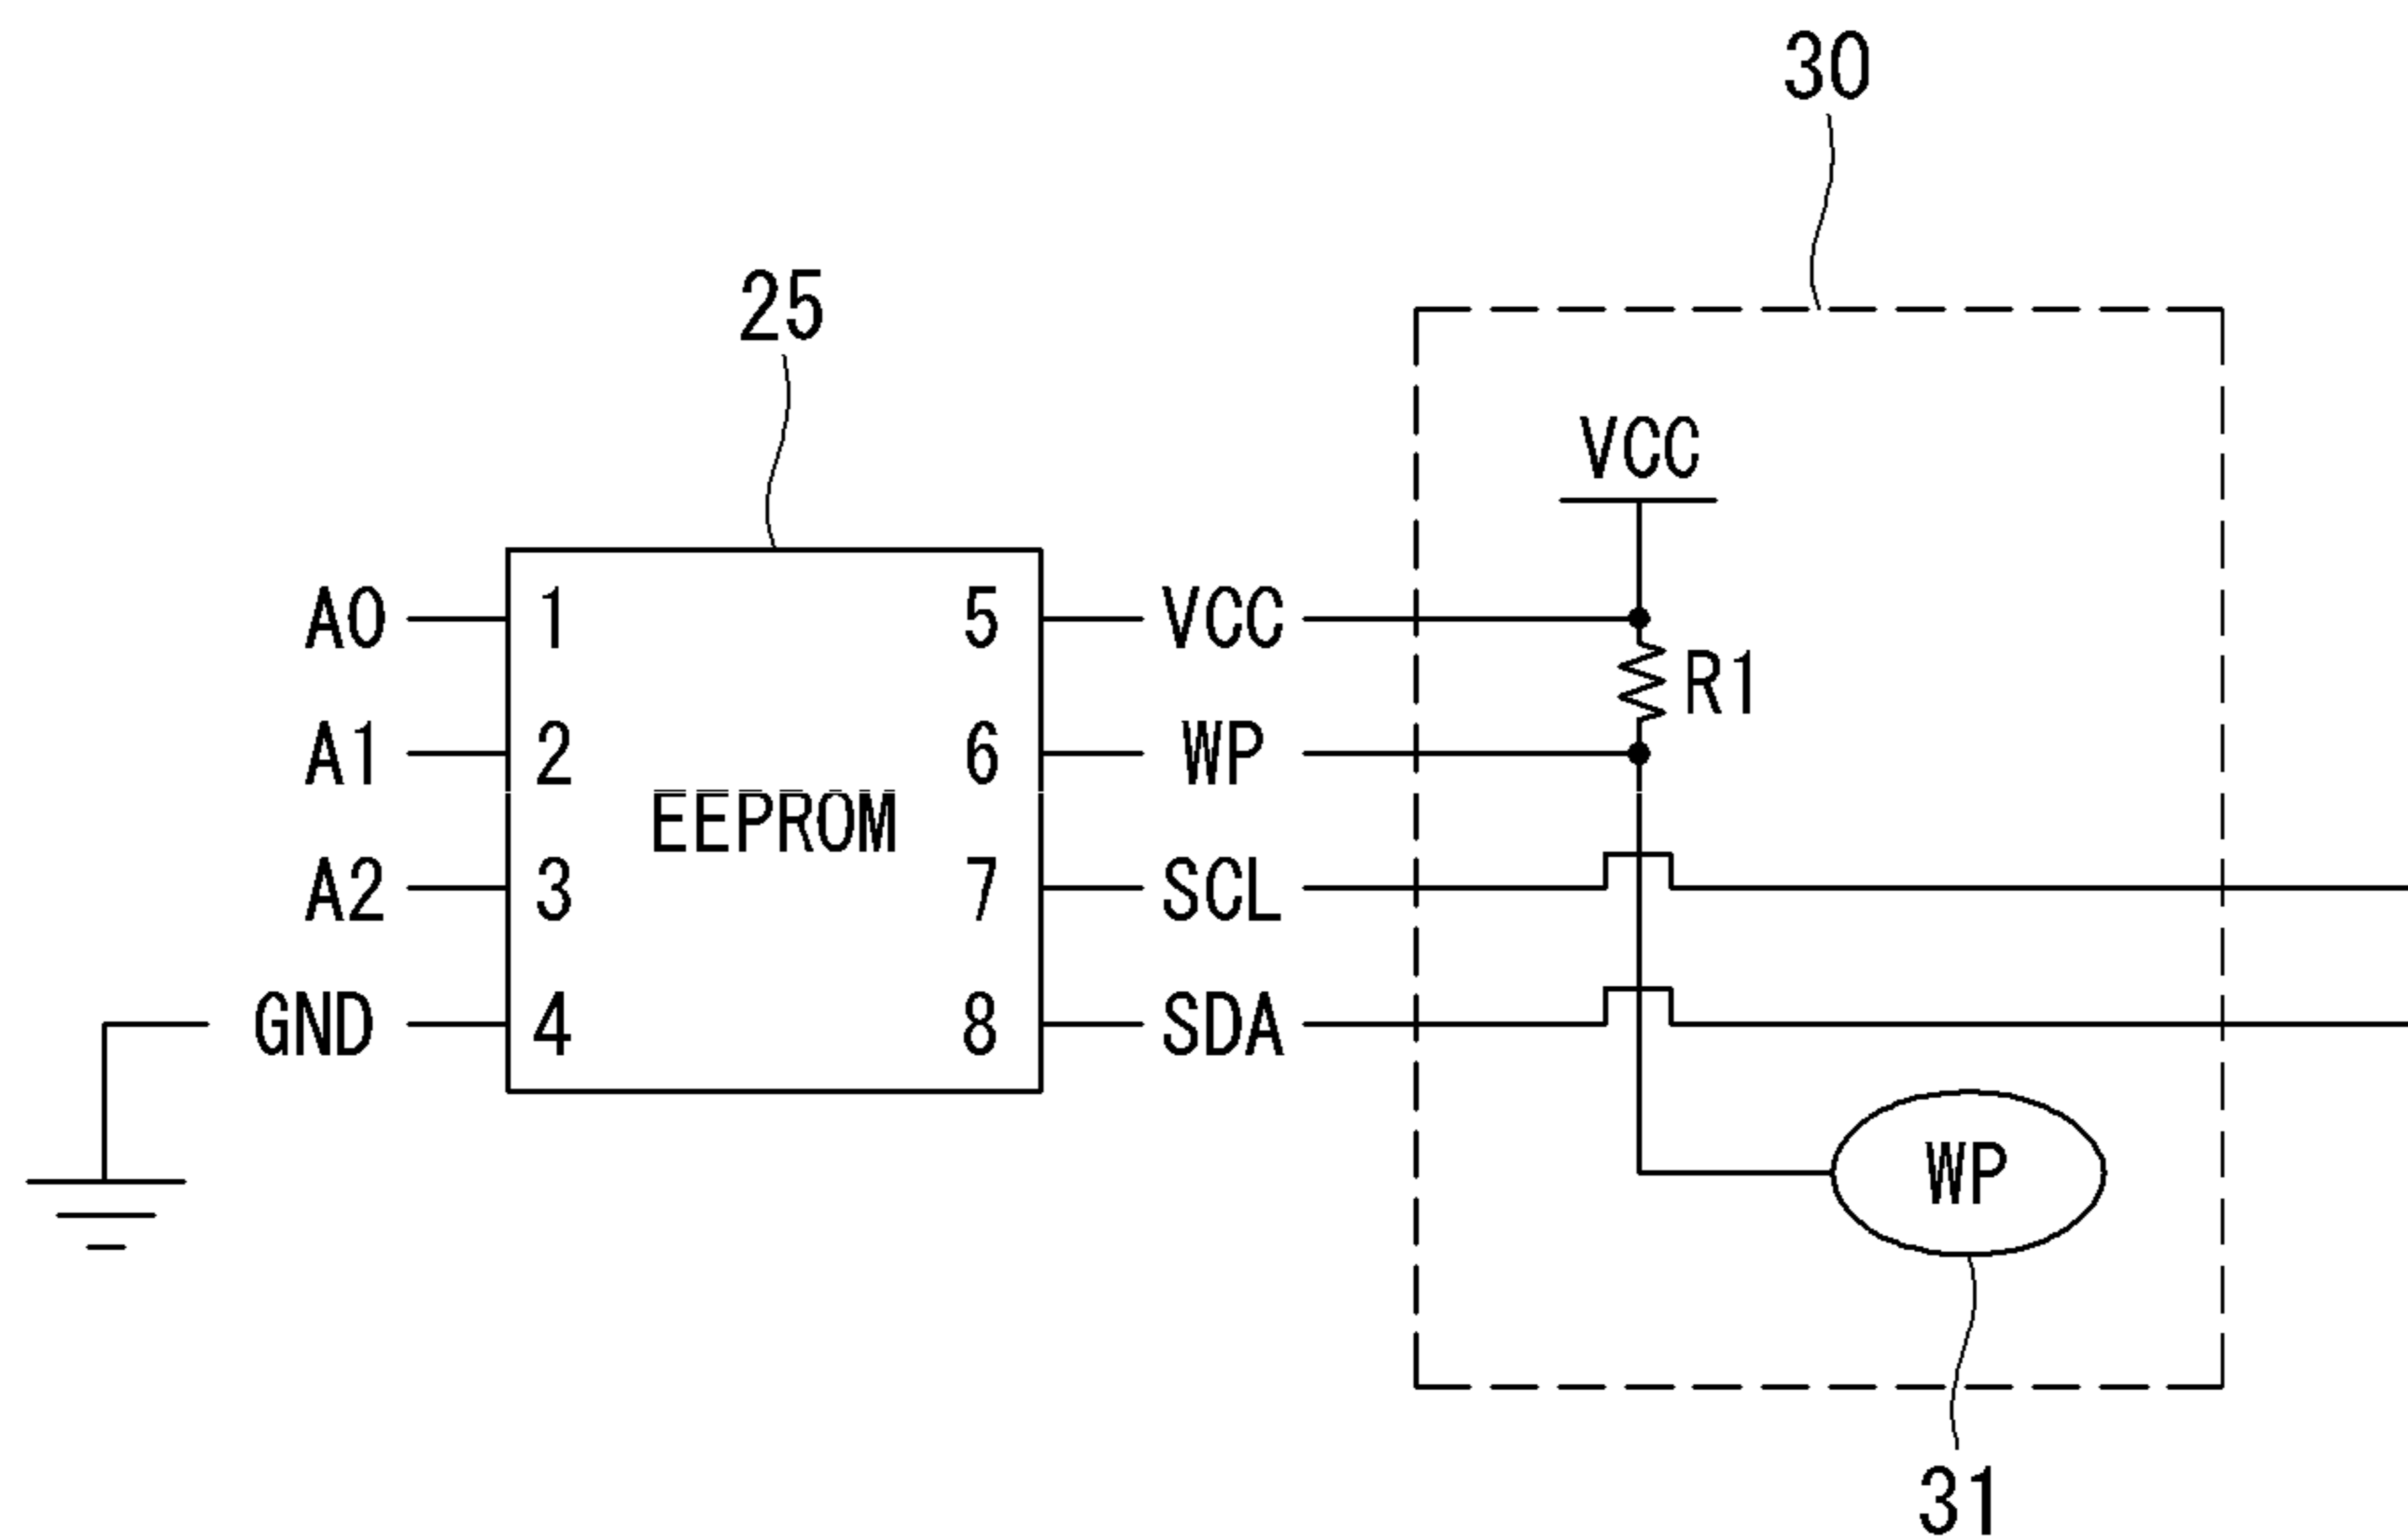 30
25
VCC
A0 1 5 VCC
R1
A1 2 6 WP
EEPROM
A2 3 7 SCL
GND 4 8 SDA
WP
31